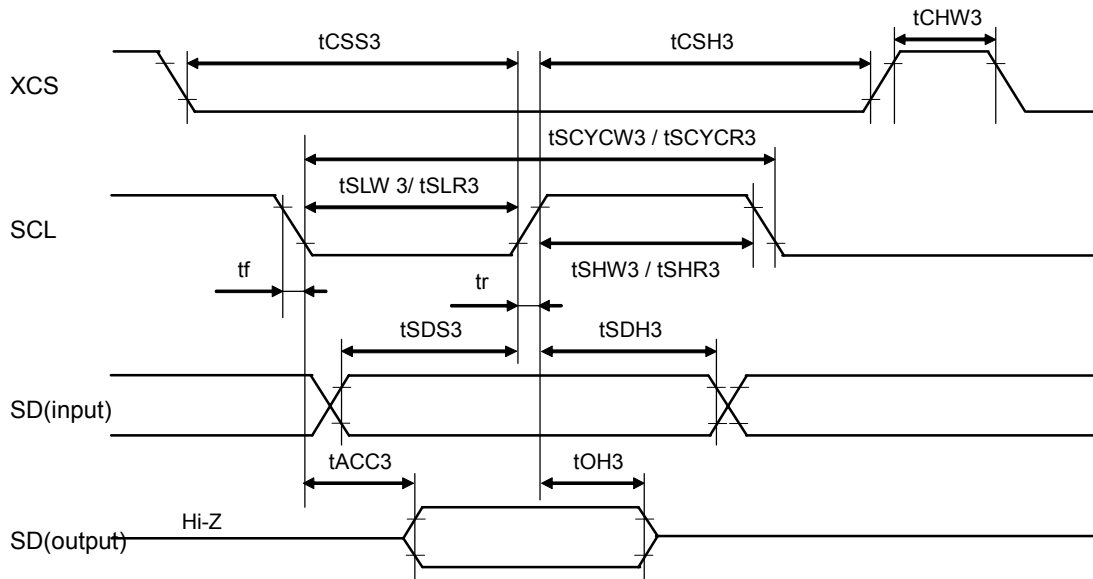 tCHW3
tCSS3
tCSH3
XCS
tSCYCW3 / tSCYCR3
tSLW 3/ tSLR3
SCL
tSHW3 / tSHR3
tf
tr
tSDS3
tSDH3
SD(input)
tACC3
tOH3
Hi-Z
SD(output)